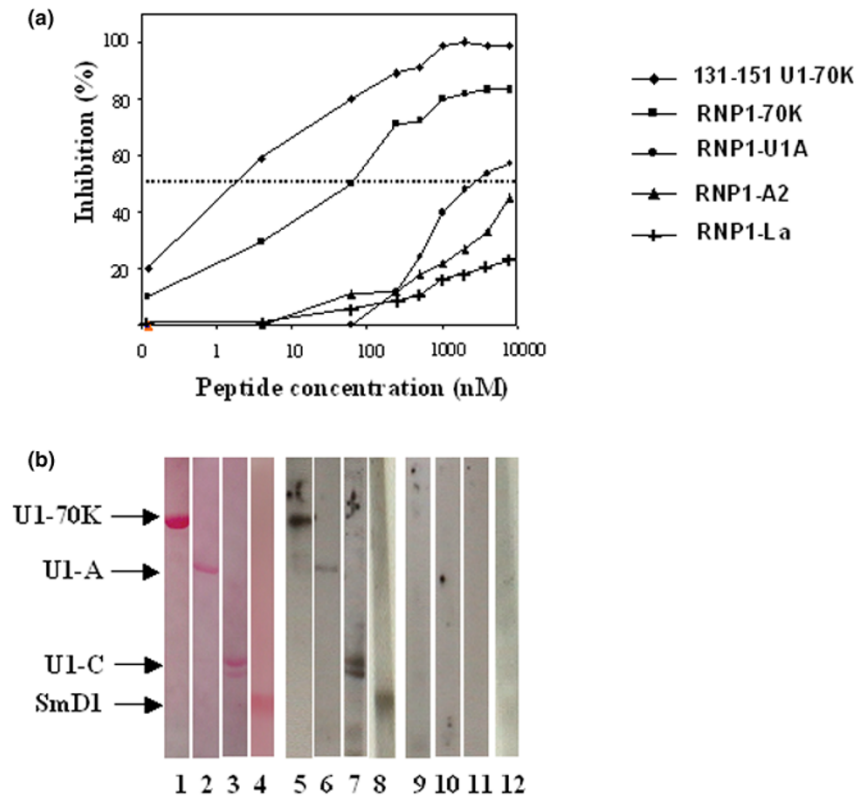 (a)
100
80
60
40
20
Inhibition (%)
0
1
10
100
1000
10000
Peptide concentration (nM)
131-151 U1-70K
RNP1-70K
RNP1-U1A
RNP1-A2
RNP1-La
(b)
U1-70K
U1-A
U1-C
SmD1
1 2 3 4 5 6 7 8 9 10 11 12